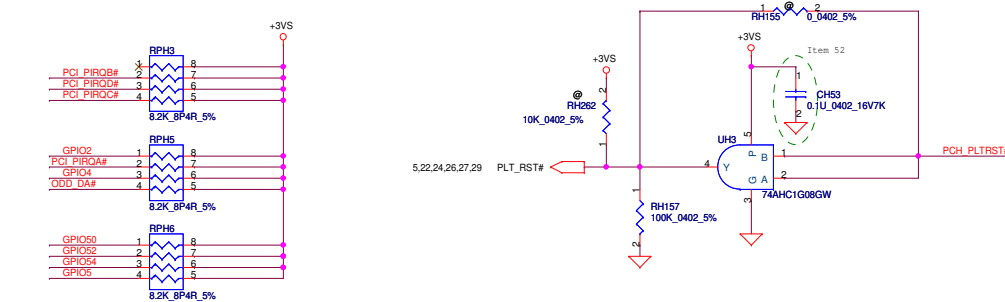 +3VS
RPH3
1 8
PCI_PIRQB# 2 7
PCI_PIRQD# 3 6
PCI_PIRQC# 4 5
8.2K_8P4R_5%
RPH5
GPIO2 1 8
PCI_PIRQA# 2 7
GPIO4 3 6
ODD_DA# 4 5
8.2K_8P4R_5%
RPH6
GPIO50 1 8
GPIO52 2 7
GPIO54 3 6
GPIO5 4 5
8.2K_8P4R_5%
1 @ 2
RH155 0_0402_5%
+3VS
Item 52
+3VS
1
CH53
0.1U_0402_16V7K
2
@
2
RH262
10K_0402_5%
1
5
UH3
P B 1
5,22,24,26,27,29 PLT_RST# 4 Y
G A 2
PCH_PLTRST#
74AHC1G08GW
3
1
RH157
100K_0402_5%
2